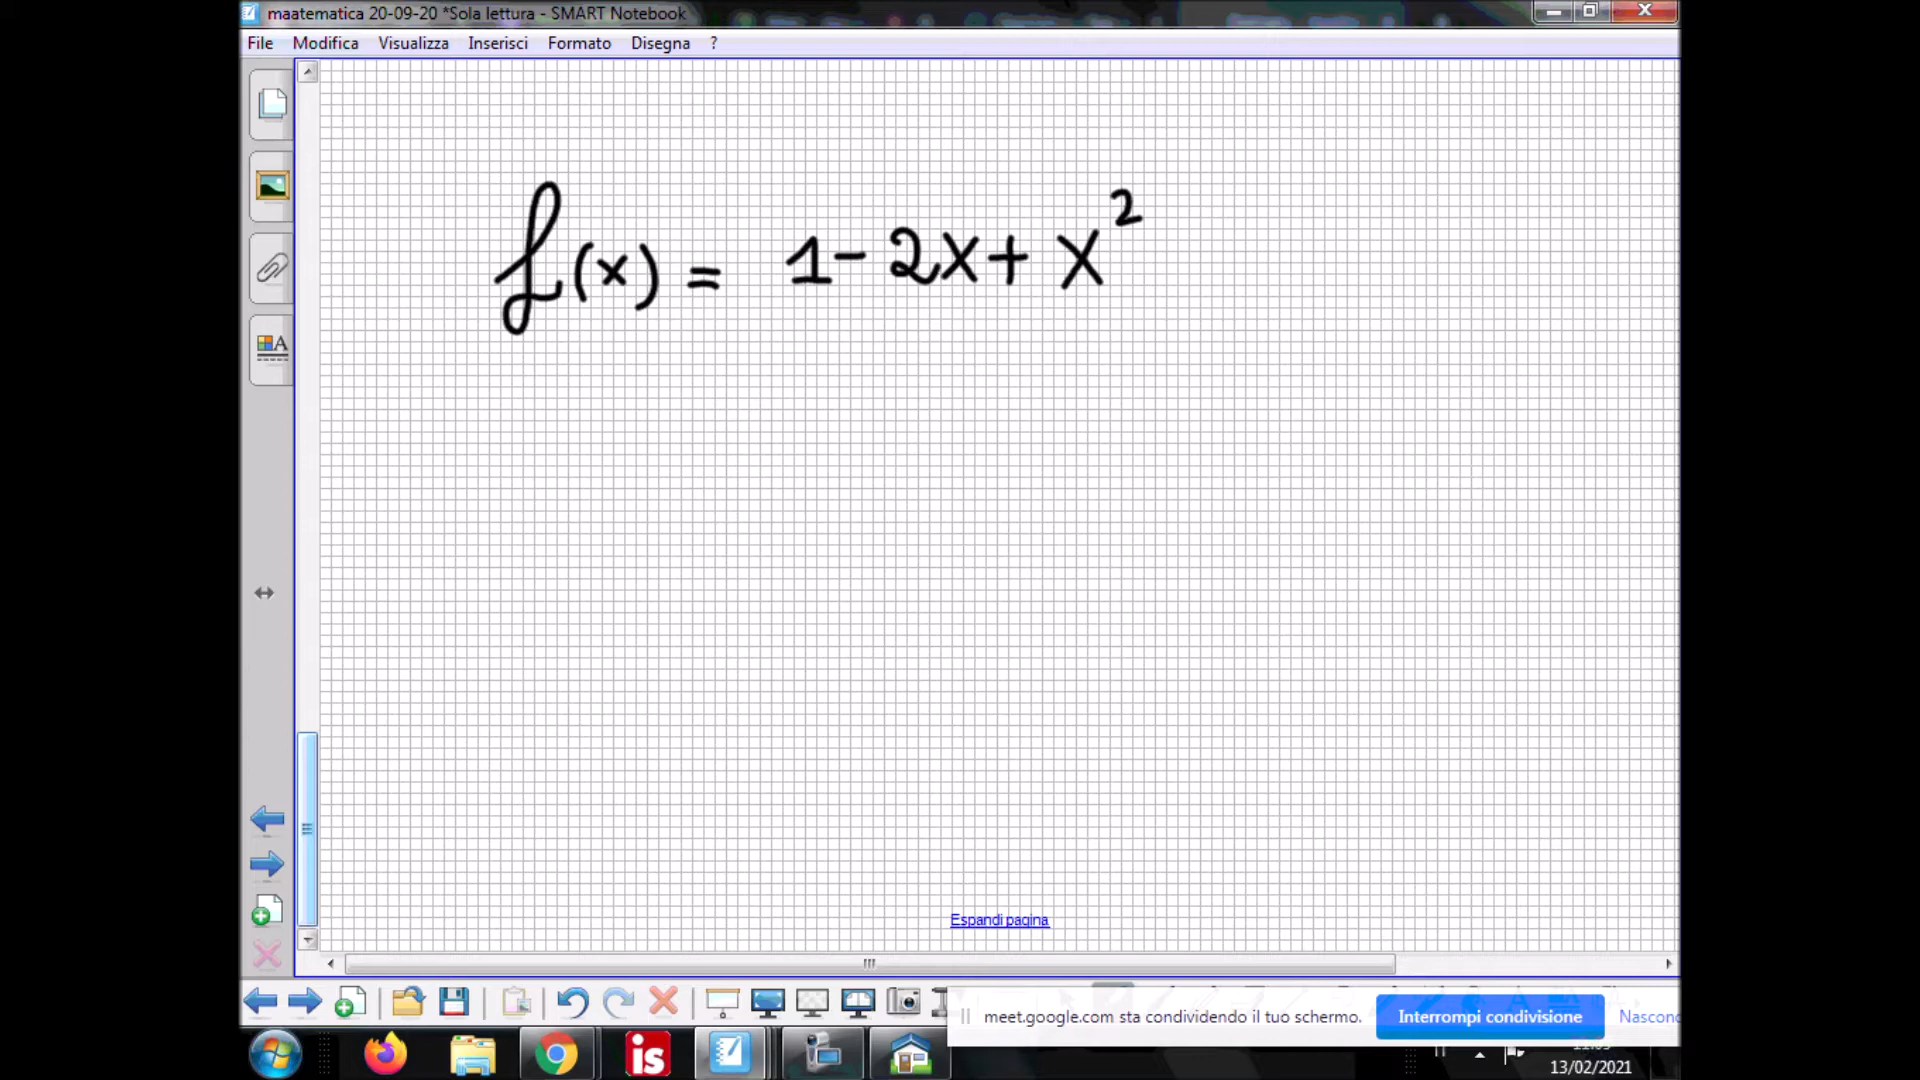 maatematica 20-09-20 *Sola lettura - SMART Notebook
File Modifica Visualizza Inserisci Formato Disegna ?
f(x) = 1 - 2x + x²
Espandi pagina
meet.google.com sta condividendo il tuo schermo. Interrompi condivisione
is
13/02/2021